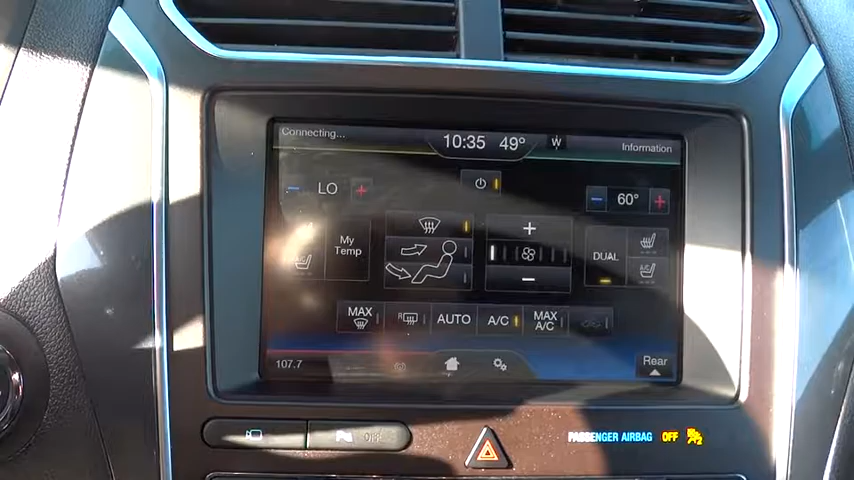 Connecting...
10:35 49° W
Information
LO
60°
A/C
My
Temp
DUAL
A/C
MAX
R
AUTO
A/C
MAX
A/C
107.7
Rear
OFF
PASSENGER AIRBAG OFF